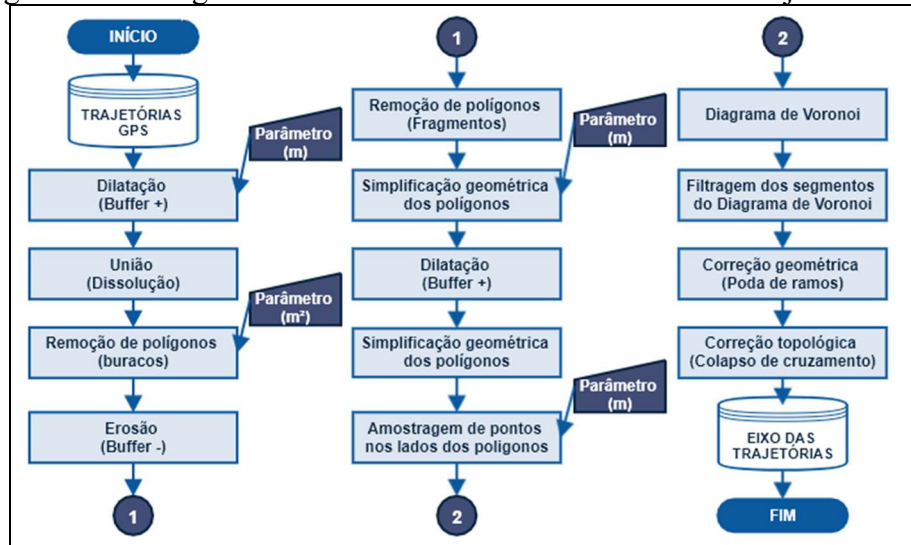 INÍCIO
TRAJETÓRIAS
GPS
Parâmetro
(m)
Dilatação
(Buffer +)
União
(Dissolução)
Parâmetro
(m²)
Remoção de polígonos
(buracos)
Erosão
(Buffer -)
1
1
Remoção de polígonos
(Fragmentos)
Parâmetro
(m)
Simplificação geométrica
dos polígonos
Dilatação
(Buffer +)
Simplificação geométrica
dos polígonos
Parâmetro
(m)
Amostragem de pontos
nos lados dos poligonos
2
2
Diagrama de Voronoi
Filtragem dos segmentos
do Diagrama de Voronoi
Correção geométrica
(Poda de ramos)
Correção topológica
(Colapso de cruzamento)
EIXO DAS
TRAJETÓRIAS
FIM